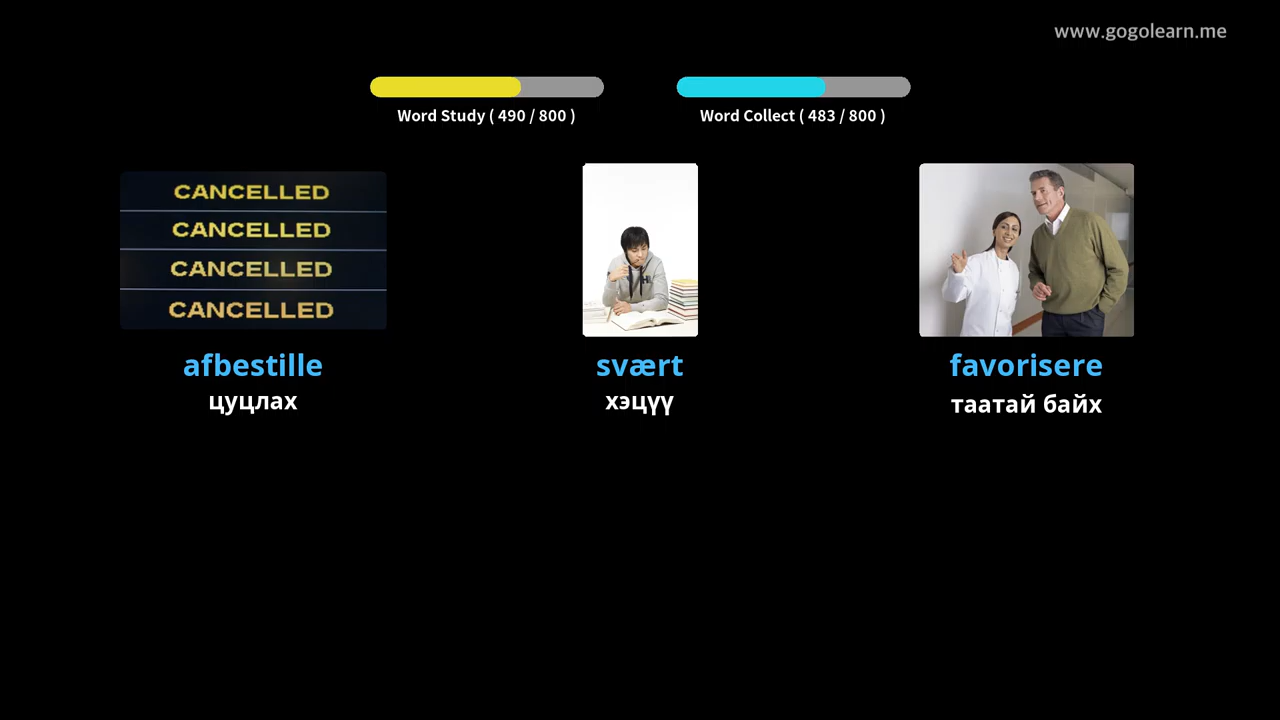 www.gogolearn.me
Word Study ( 490 / 800 )
Word Collect ( 483 / 800 )
CANCELLED
CANCELLED
CANCELLED
CANCELLED
afbestille
цуцлах
svært
хэцүү
favorisere
таатай байх